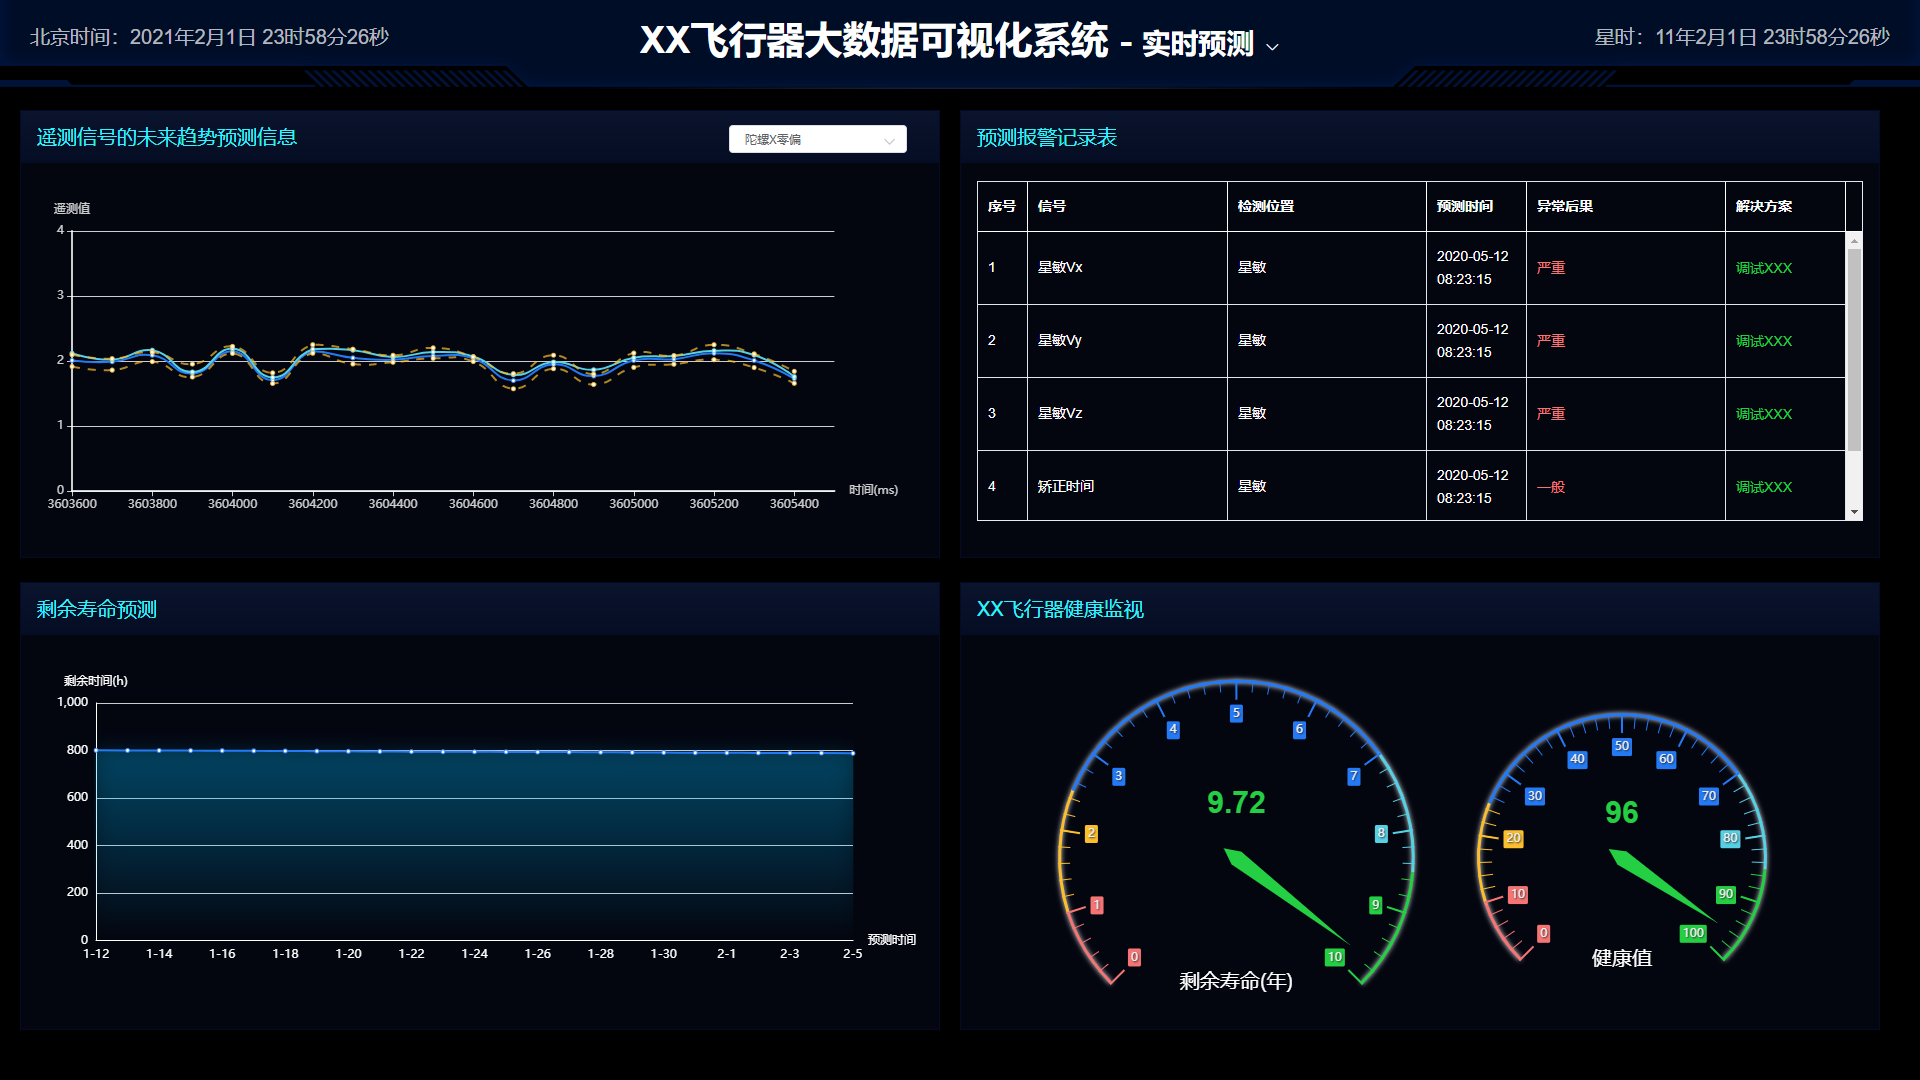 北京时间：2021年2月1日 23时58分26秒
XX飞行器大数据可视化系统 - 实时预测
星时：11年2月1日 23时58分26秒
遥测信号的未来趋势预测信息
陀螺X零偏
遥测值
4
3
2
1
0
3603600 3603800 3604000 3604200 3604400 3604600 3604800 3605000 3605200 3605400
时间(ms)
预测报警记录表
序号 信号 检测位置 预测时间 异常后果 解决方案
1 星敏Vx 星敏 2020-05-12 08:23:15 严重 调试XXX
2 星敏Vy 星敏 2020-05-12 08:23:15 严重 调试XXX
3 星敏Vz 星敏 2020-05-12 08:23:15 严重 调试XXX
4 矫正时间 星敏 2020-05-12 08:23:15 一般 调试XXX
剩余寿命预测
剩余时间(h)
1,000
800
600
400
200
0
1-12 1-14 1-16 1-18 1-20 1-22 1-24 1-26 1-28 1-30 2-1 2-3 2-5
预测时间
XX飞行器健康监视
0 1 2 3 4 5 6 7 8 9 10
9.72
剩余寿命(年)
0 10 20 30 40 50 60 70 80 90 100
96
健康值